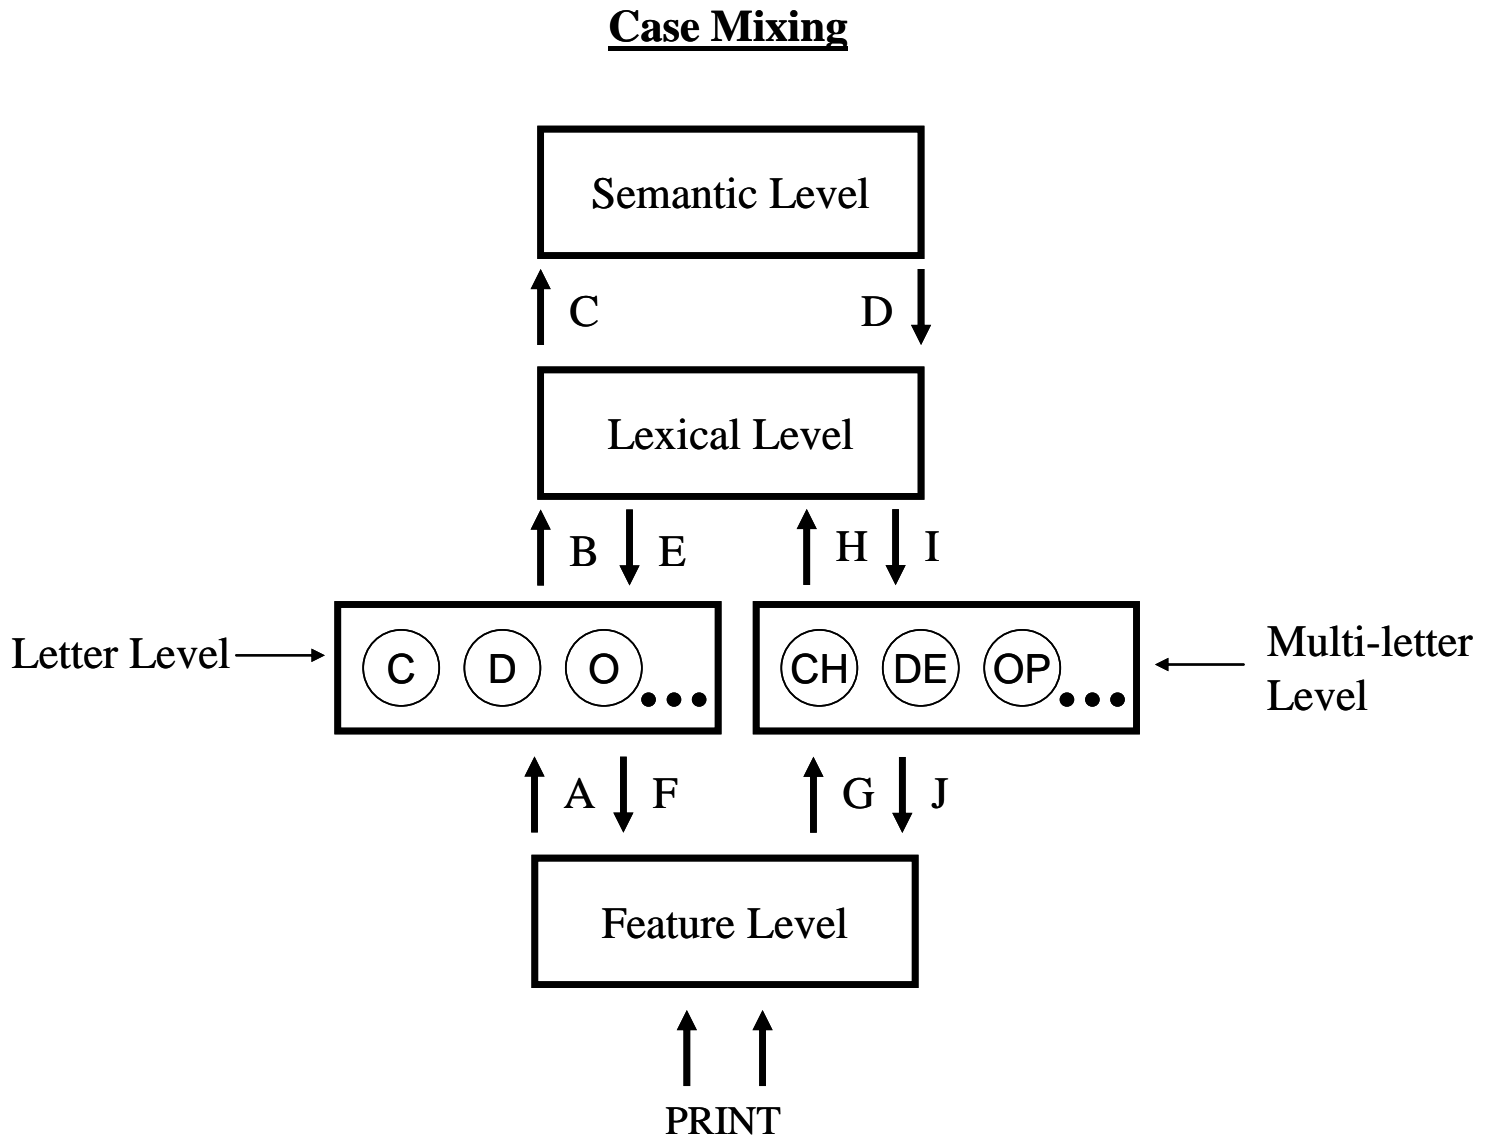 Case Mixing
Semantic Level
C D
Lexical Level
B E H I
Letter Level
C D O
CH DE OP
Multi-letter
Level
A F G J
Feature Level
PRINT